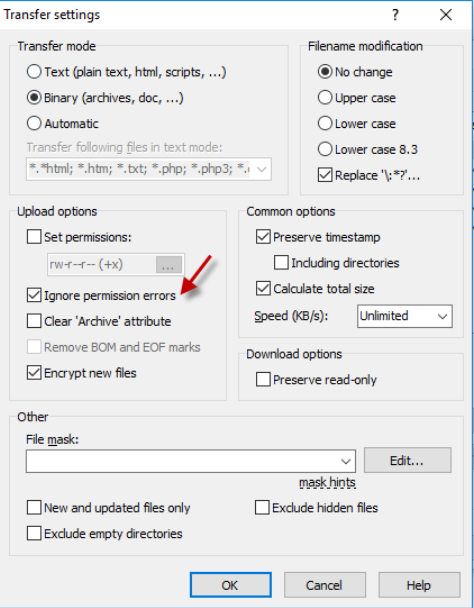 Transfer settings
?
Transfer mode
Text (plain text, html, scripts, ...)
Binary (archives, doc, ...)
Automatic
Transfer following files in text mode:
*.*html; *.htm; *.txt; *.php; *.php3; *.
Filename modification
No change
Upper case
Lower case
Lower case 8.3
Replace '\:*?'...
Upload options
Set permissions:
rw-r--r-- (+x)
...
Ignore permission errors
Clear 'Archive' attribute
Remove BOM and EOF marks
Encrypt new files
Common options
Preserve timestamp
Including directories
Calculate total size
Speed (KB/s):
Unlimited
Download options
Preserve read-only
Other
File mask:
Edit...
mask hints
New and updated files only
Exclude hidden files
Exclude empty directories
OK
Cancel
Help